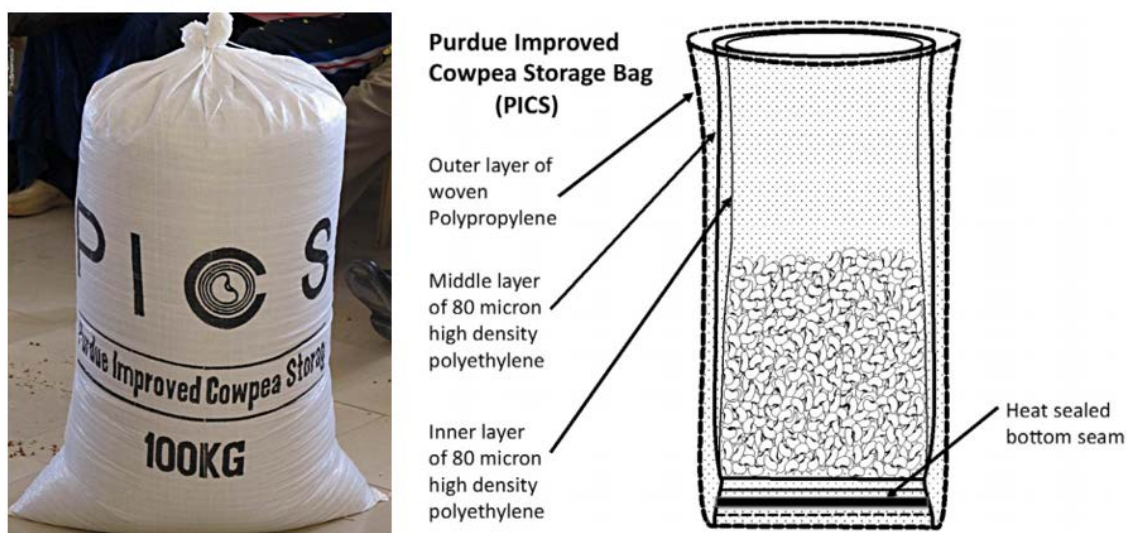 PICS
Purdue Improved Cowpea Storag
100KG
Purdue Improved
Cowpea Storage Bag
(PICS)
Outer layer of
woven
Polypropylene
Middle layer
of 80 micron
high density
polyethylene
Inner layer
of 80 micron
high density
polyethylene
Heat sealed
bottom seam